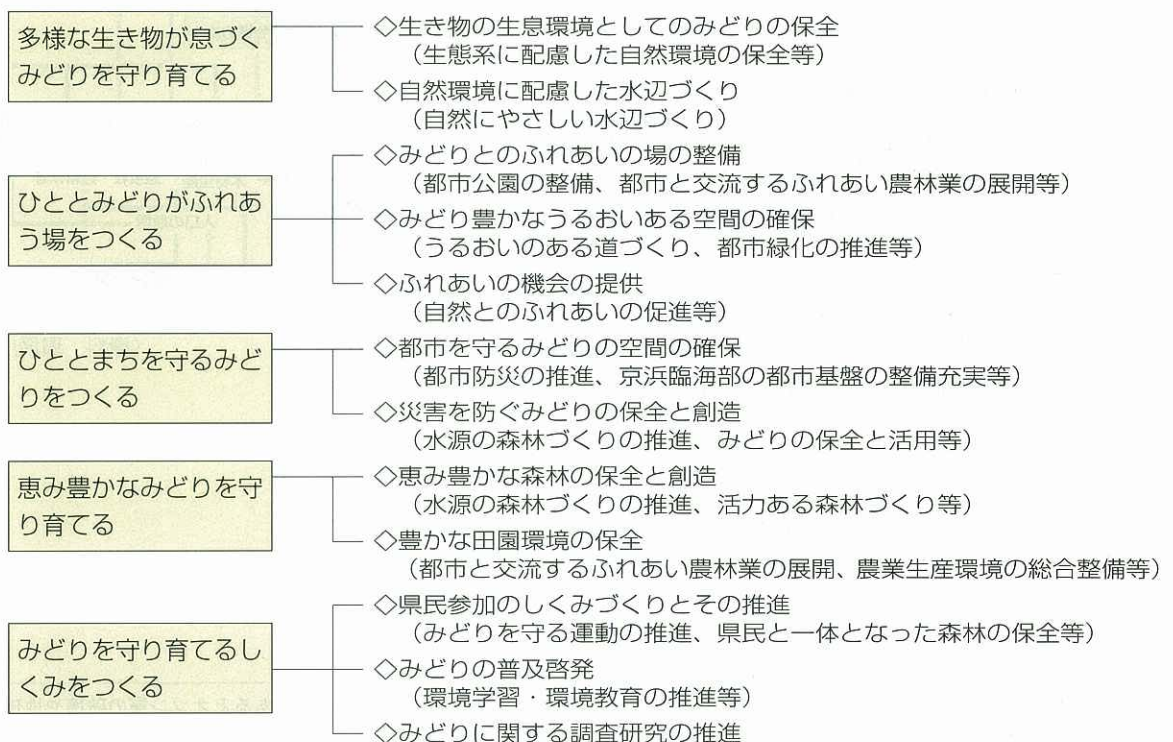 多様な生き物が息づく
みどりを守り育てる
◇生き物の生息環境としてのみどりの保全
（生態系に配慮した自然環境の保全等）
◇自然環境に配慮した水辺づくり
（自然にやさしい水辺づくり）
ひととみどりがふれあ
う場をつくる
◇みどりとのふれあいの場の整備
（都市公園の整備、都市と交流するふれあい農林業の展開等）
◇みどり豊かなうるおいある空間の確保
（うるおいのある道づくり、都市緑化の推進等）
◇ふれあいの機会の提供
（自然とのふれあいの促進等）
ひととまちを守るみど
りをつくる
◇都市を守るみどりの空間の確保
（都市防災の推進、京浜臨海部の都市基盤の整備充実等）
◇災害を防ぐみどりの保全と創造
（水源の森林づくりの推進、みどりの保全と活用等）
恵み豊かなみどりを守
り育てる
◇恵み豊かな森林の保全と創造
（水源の森林づくりの推進、活力ある森林づくり等）
◇豊かな田園環境の保全
（都市と交流するふれあい農林業の展開、農業生産環境の総合整備等）
みどりを守り育てるし
くみをつくる
◇県民参加のしくみづくりとその推進
（みどりを守る運動の推進、県民と一体となった森林の保全等）
◇みどりの普及啓発
（環境学習・環境教育の推進等）
◇みどりに関する調査研究の推進